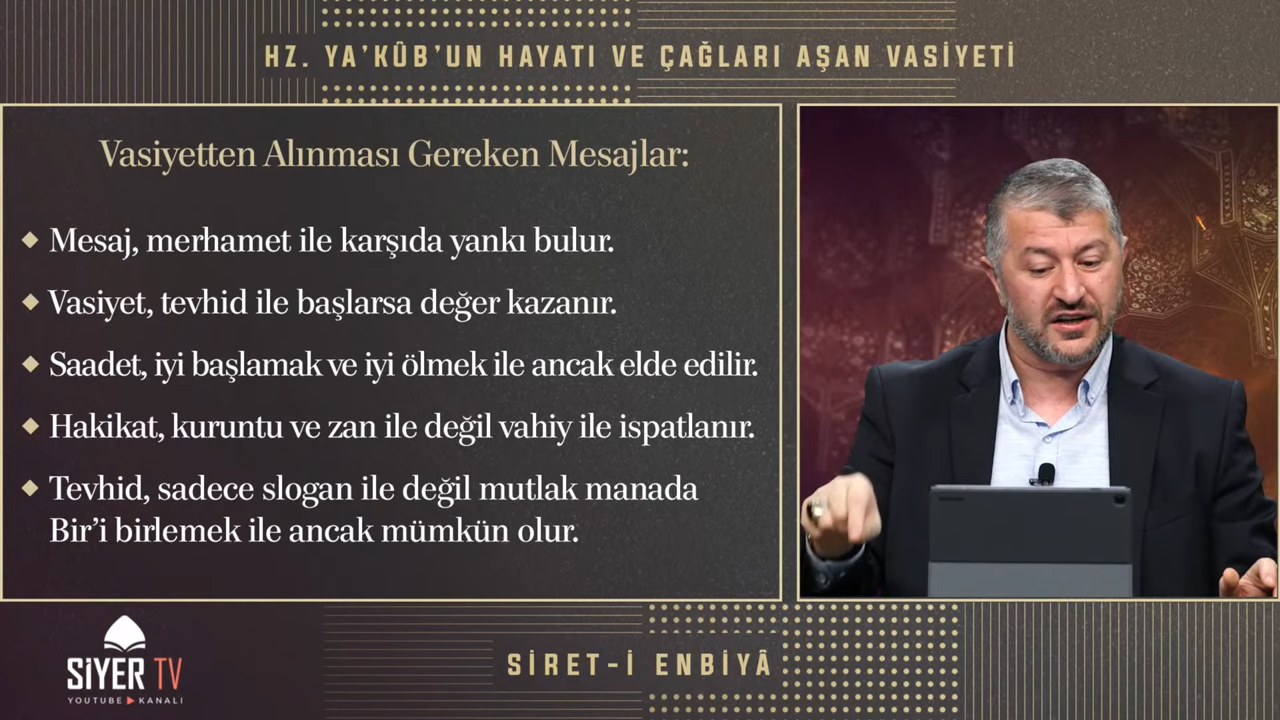 HZ. YA'KÛB'UN HAYATI VE ÇAĞLARI AŞAN VASİYETİ
Vasiyetten Alınması Gereken Mesajlar:
Mesaj, merhamet ile karşıda yankı bulur.
Vasiyet, tevhid ile başlarsa değer kazanır.
Saadet, iyi başlamak ve iyi ölmek ile ancak elde edilir.
Hakikat, kuruntu ve zan ile değil vahiy ile ispatlanır.
Tevhid, sadece slogan ile değil mutlak manada
Bir'i birlemek ile ancak mümkün olur.
SİYER TV
YOUTUBE KANALI
SİRET-İ ENBİYÂ